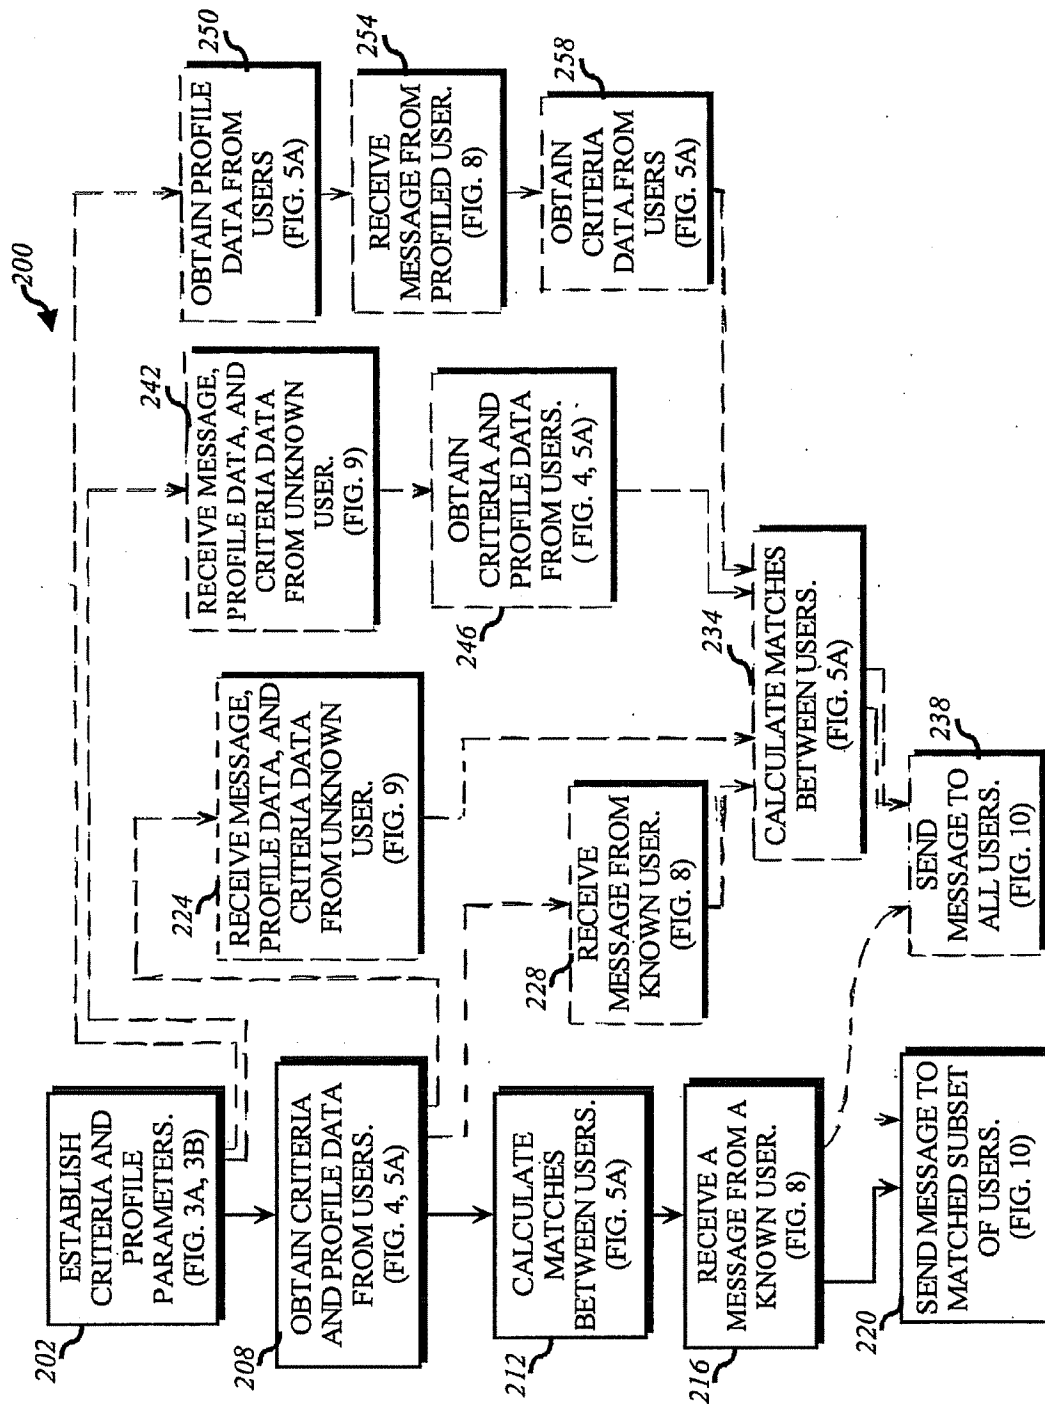 200
202
ESTABLISH
CRITERIA AND
PROFILE
PARAMETERS.
(FIG. 3A, 3B)
208
OBTAIN CRITERIA
AND PROFILE DATA
FROM USERS.
(FIG. 4, 5A)
212
CALCULATE
MATCHES
BETWEEN USERS.
(FIG. 5A)
216
RECEIVE A
MESSAGE FROM A
KNOWN USER.
(FIG. 8)
220
SEND MESSAGE TO
MATCHED SUBSET
OF USERS.
(FIG. 10)
224
RECEIVE MESSAGE,
PROFILE DATA, AND
CRITERIA DATA
FROM UNKNOWN
USER.
(FIG. 9)
228
RECEIVE
MESSAGE FROM
KNOWN USER.
(FIG. 8)
234
CALCULATE MATCHES
BETWEEN USERS.
(FIG. 5A)
238
SEND
MESSAGE TO
ALL USERS.
(FIG. 10)
242
RECEIVE MESSAGE,
PROFILE DATA, AND
CRITERIA DATA
FROM UNKNOWN
USER.
(FIG. 9)
246
OBTAIN
CRITERIA AND
PROFILE DATA
FROM USERS.
( FIG. 4, 5A)
250
OBTAIN PROFILE
DATA FROM
USERS
(FIG. 5A)
254
RECEIVE
MESSAGE FROM
PROFILED USER.
(FIG. 8)
258
OBTAIN
CRITERIA
DATA FROM
USERS
(FIG. 5A)